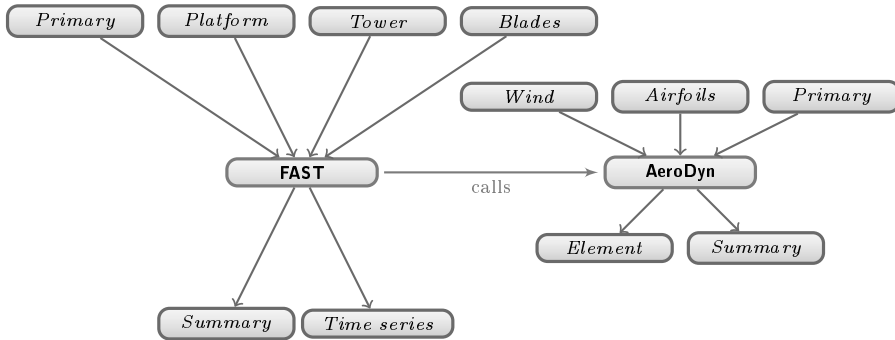 Primary
Platform
Tower
Blades
Wind
Airfoils
Primary
FAST
calls
AeroDyn
Element
Summary
Summary
Time series